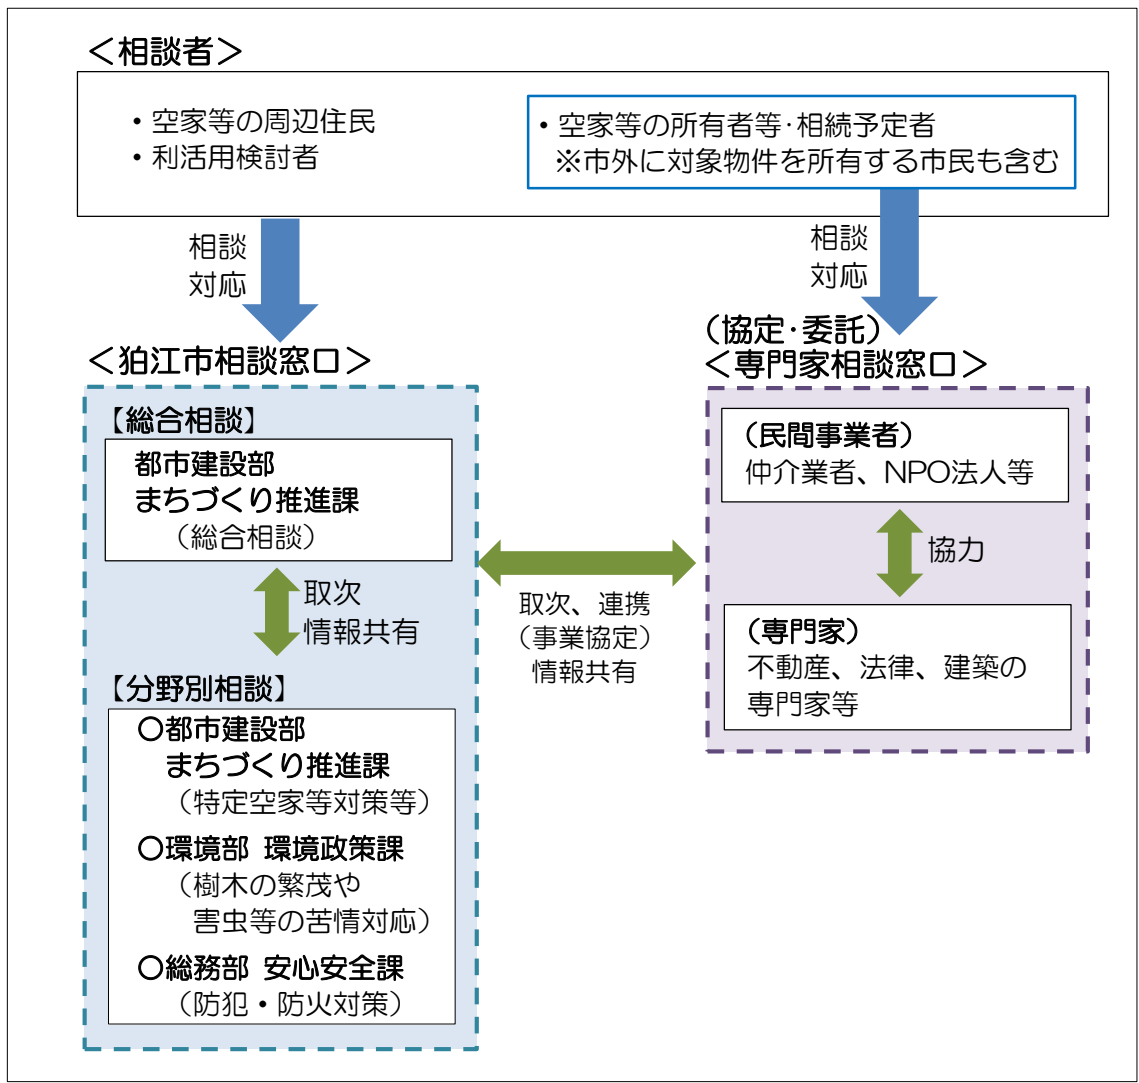 ＜相談者＞
・空家等の周辺住民
・利活用検討者
・空家等の所有者等・相続予定者
※市外に対象物件を所有する市民も含む
相談
対応
相談
対応
＜狛江市相談窓口＞
【総合相談】
都市建設部
まちづくり推進課
（総合相談）
取次
情報共有
【分野別相談】
〇都市建設部
まちづくり推進課
（特定空家等対策等）
〇環境部 環境政策課
（樹木の繁茂や
害虫等の苦情対応）
〇総務部 安心安全課
（防犯・防火対策）
取次、連携
（事業協定）
情報共有
（協定・委託）
＜専門家相談窓口＞
（民間事業者）
仲介業者、NPO法人等
協力
（専門家）
不動産、法律、建築の
専門家等